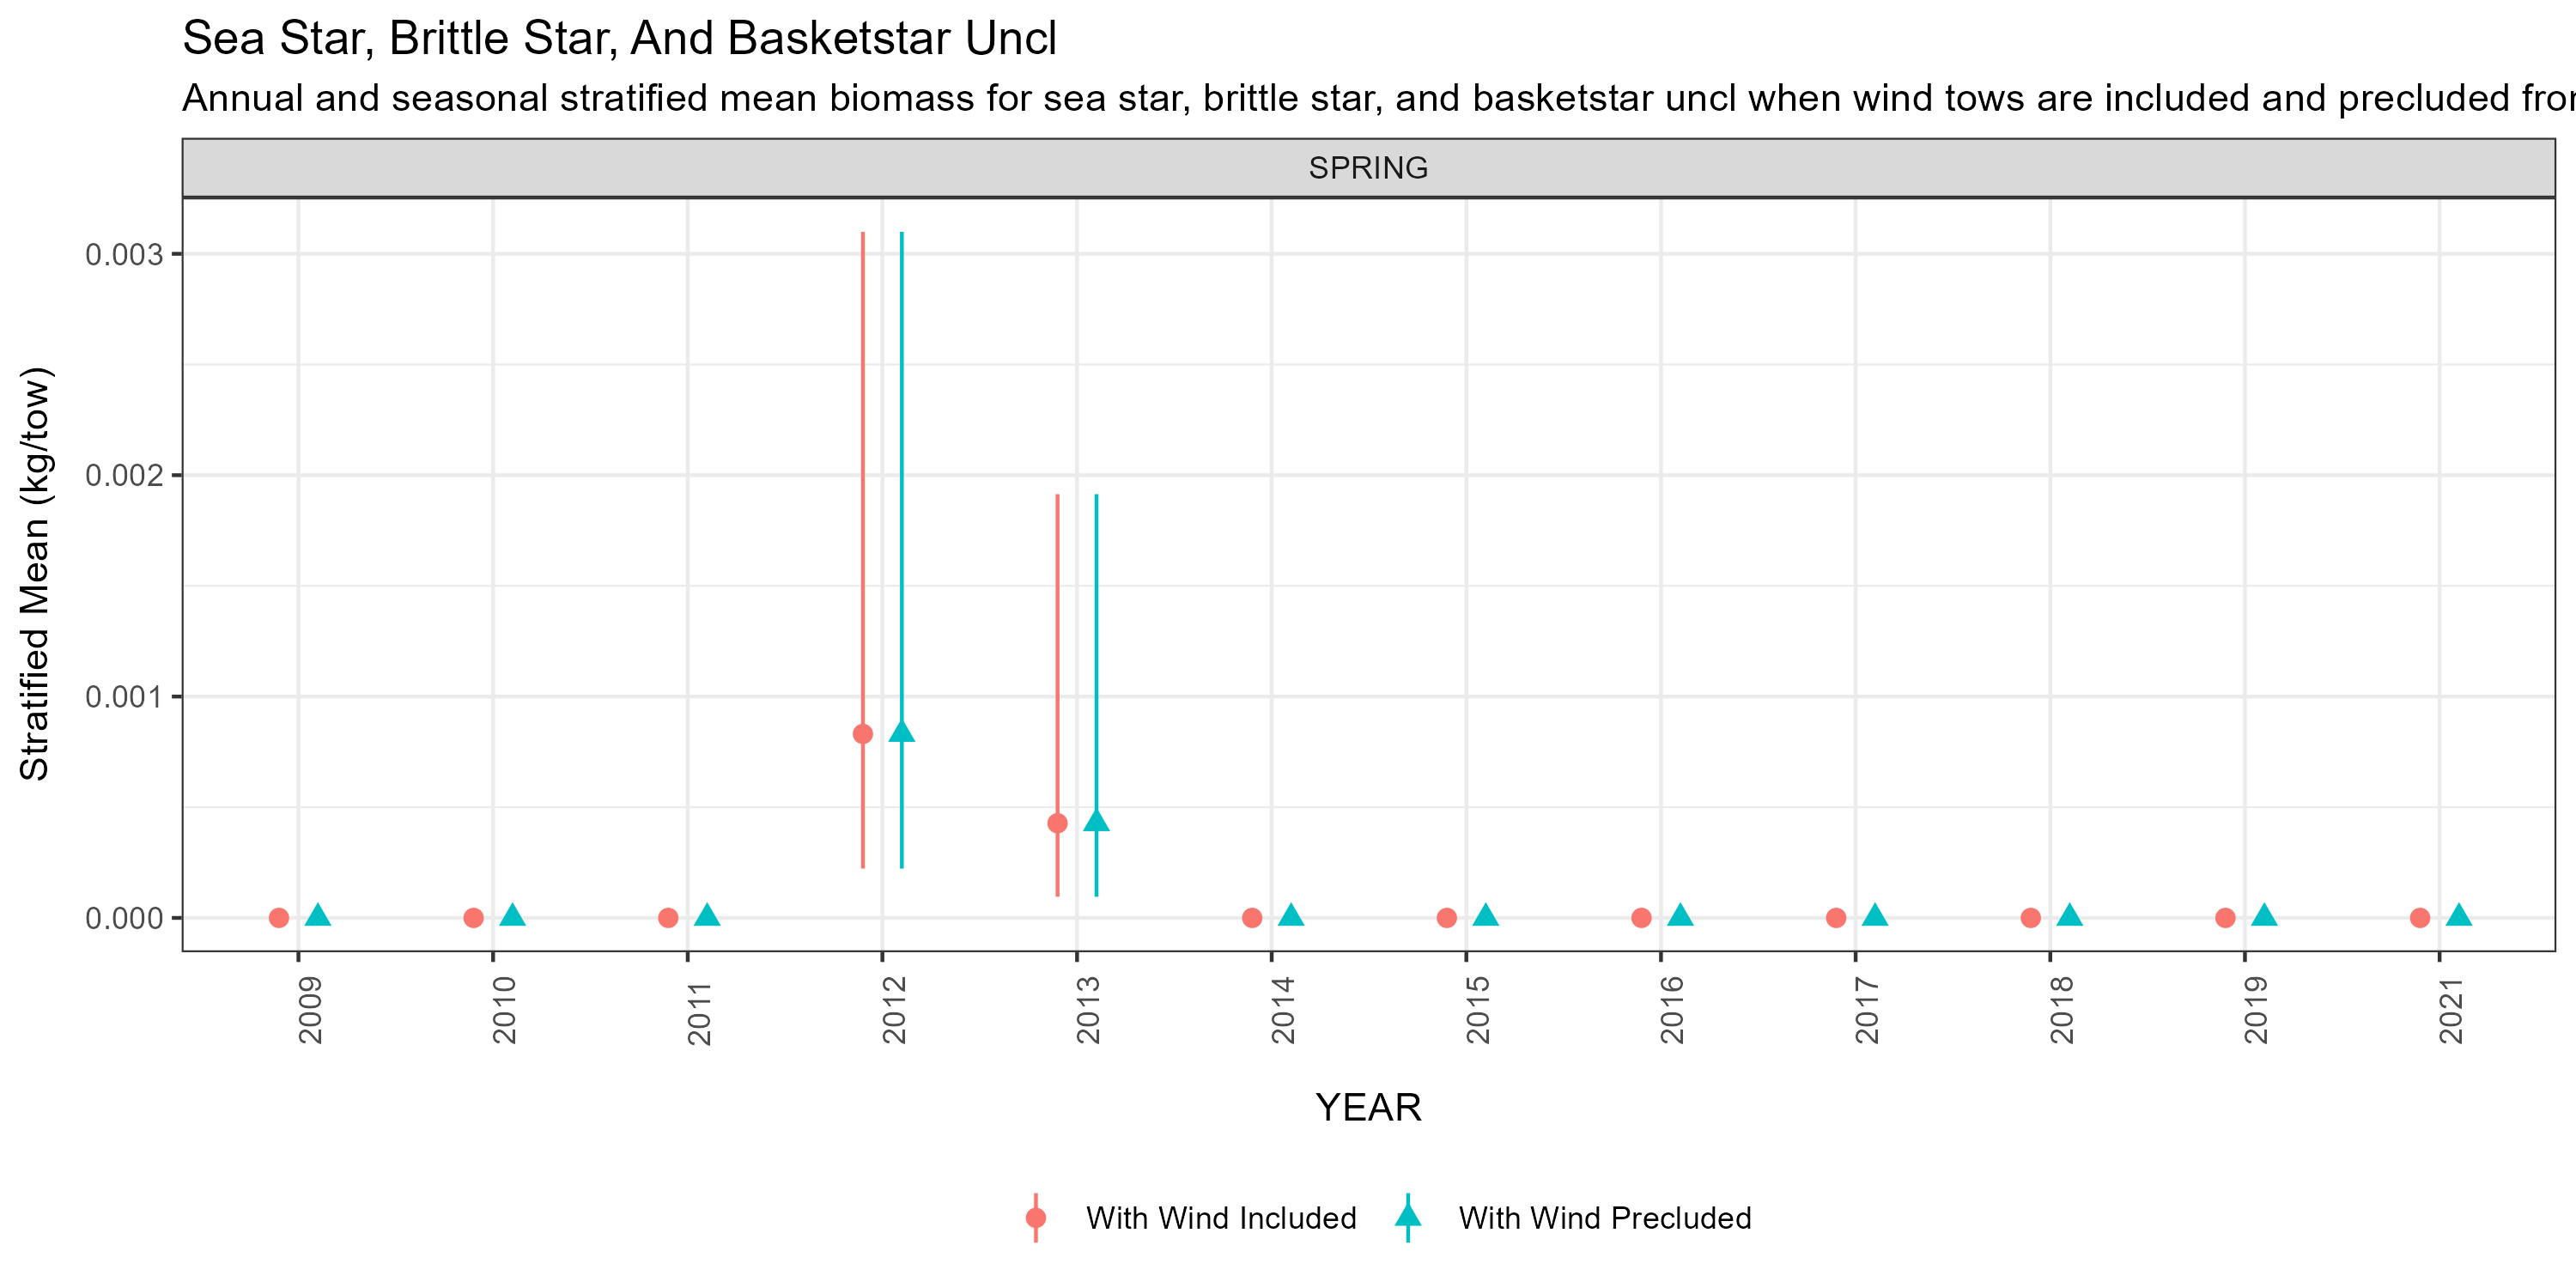 Sea Star, Brittle Star, And Basketstar Uncl
Annual and seasonal stratified mean biomass for sea star, brittle star, and basketstar uncl when wind tows are included and precluded
SPRING
Stratified Mean (kg/tow)
0.003
0.002
0.001
0.000
2009 2010 2011 2012 2013 2014 2015 2016 2017 2018 2019 2021
YEAR
With Wind Included With Wind Precluded